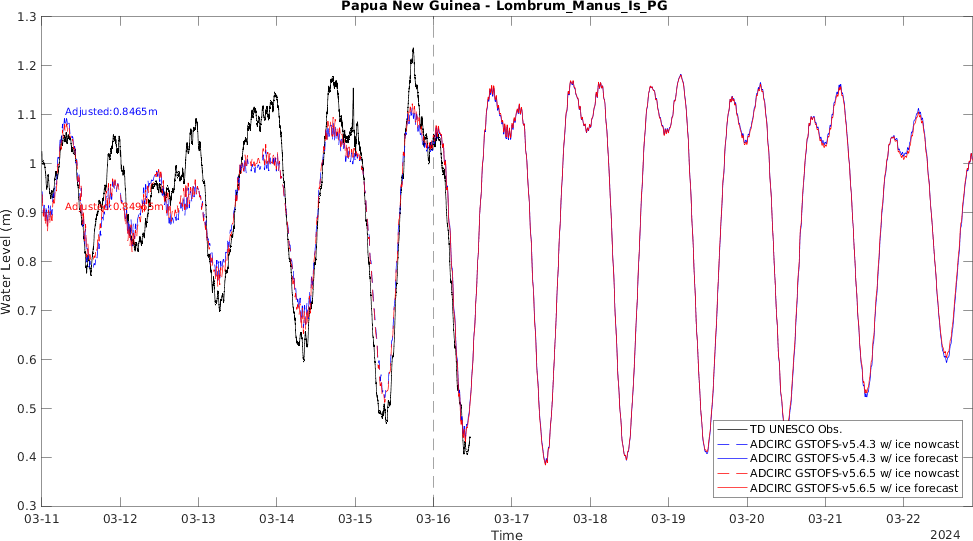 Papua New Guinea - Lombrum_Manus_Is_PG
1.3
1.2
1.1
1
0.9
0.8
0.7
0.6
0.5
0.4
0.3
Water Level (m)
Adjusted:0.8465m
TD UNESCO Obs.
ADCIRC GSTOFS-v5.4.3 w/ ice nowcast
ADCIRC GSTOFS-v5.4.3 w/ ice forecast
ADCIRC GSTOFS-v5.6.5 w/ ice nowcast
ADCIRC GSTOFS-v5.6.5 w/ ice forecast
03-11 03-12 03-13 03-14 03-15 03-16 03-17 03-18 03-19 03-20 03-21 03-22
Time
2024